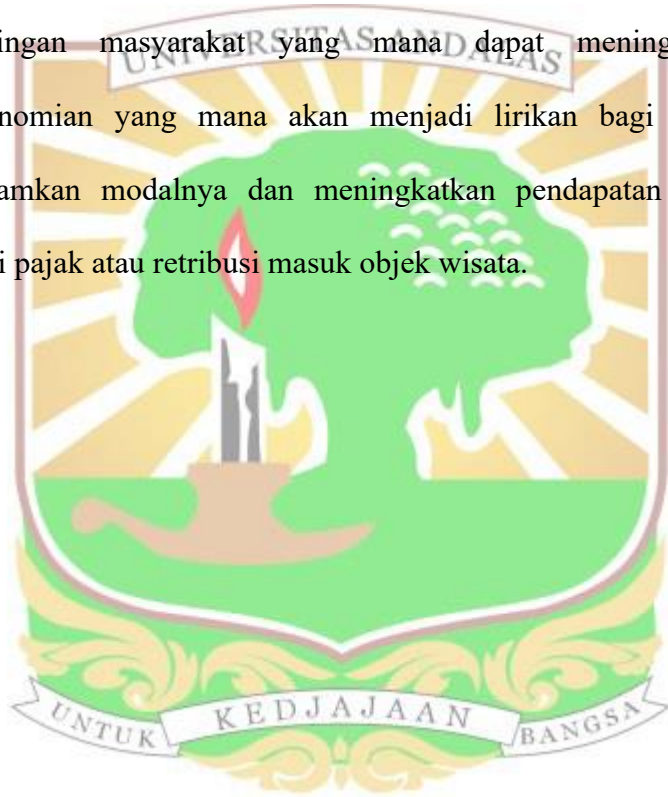 ingan masyarakat yang mana dapat mening
UNIVERSITAS ANDALAS
nomian yang mana akan menjadi lirikan bagi
amkan modalnya dan meningkatkan pendapatan
i pajak atau retribusi masuk objek wisata.
UNTUK KEDJAJAAN BANGSA